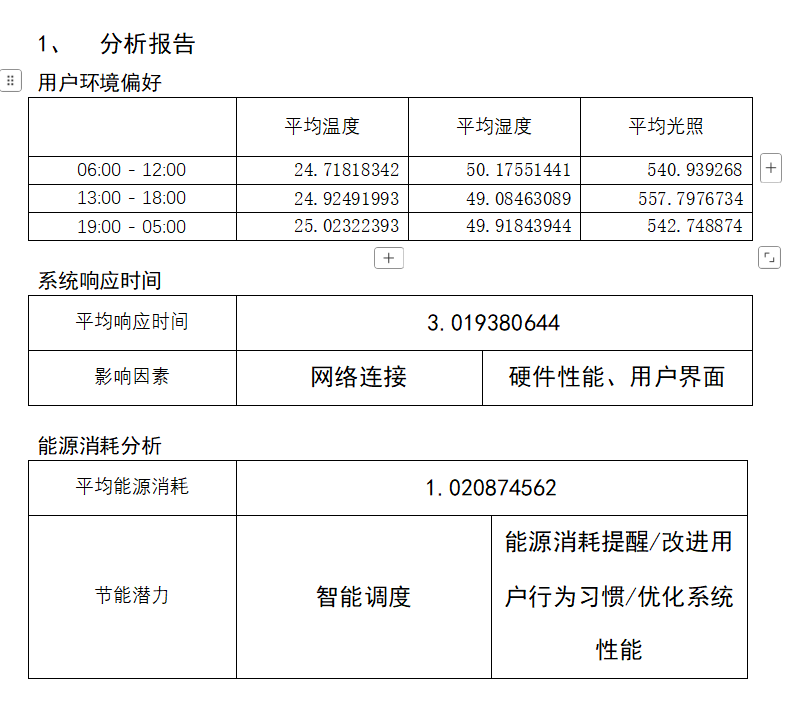 1、 分析报告
用户环境偏好
平均温度 平均湿度 平均光照
06:00 - 12:00 24.71818342 50.17551441 540.939268
13:00 - 18:00 24.92491993 49.08463089 557.7976734
19:00 - 05:00 25.02322393 49.91843944 542.748874
系统响应时间
平均响应时间 3.019380644
影响因素 网络连接 硬件性能、用户界面
能源消耗分析
平均能源消耗 1.020874562
能源消耗提醒/改进用
节能潜力 智能调度 户行为习惯/优化系统
性能